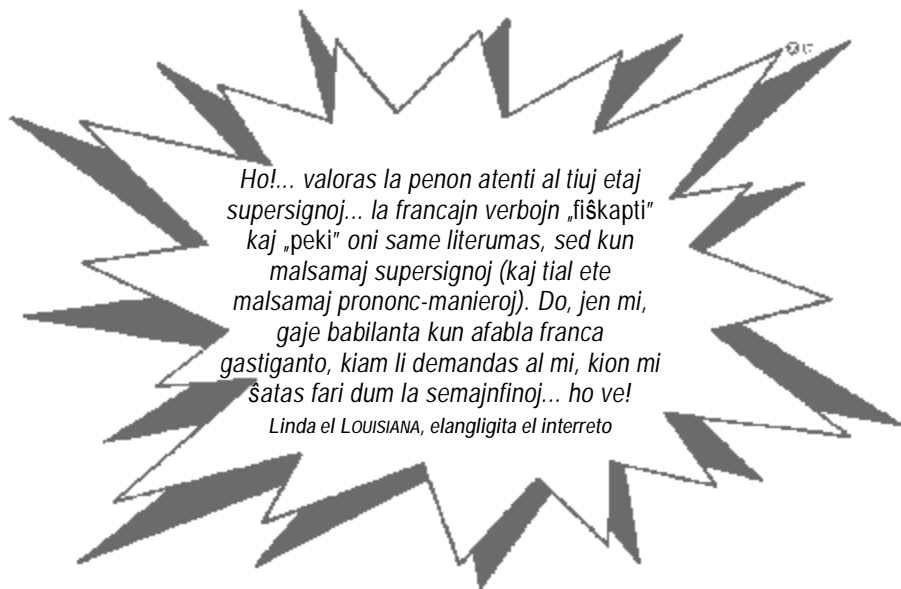 Ho!... valoras la penon atenti al tiuj etaj
supersignoj... la francajn verbojn „fiŝkapti”
kaj „peki” oni same literumas, sed kun
malsamaj supersignoj (kaj tial ete
malsamaj prononc-manieroj). Do, jen mi,
gaje babilanta kun afabla franca
gastiganto, kiam li demandas al mi, kion mi
ŝatas fari dum la semajnfinoj... ho ve!
Linda el LOUISIANA, elangligita el interreto